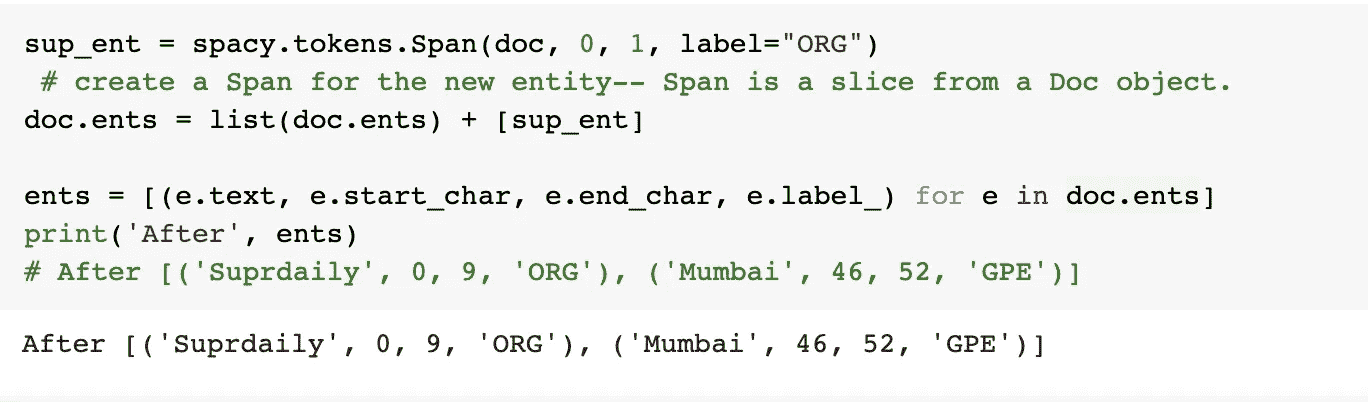 sup_ent = spacy.tokens.Span(doc, 0, 1, label="ORG")
# create a Span for the new entity-- Span is a slice from a Doc object.
doc.ents = list(doc.ents) + [sup_ent]
ents = [(e.text, e.start_char, e.end_char, e.label_) for e in doc.ents]
print('After', ents)
# After [('Suprdaily', 0, 9, 'ORG'), ('Mumbai', 46, 52, 'GPE')]
After [('Suprdaily', 0, 9, 'ORG'), ('Mumbai', 46, 52, 'GPE')]